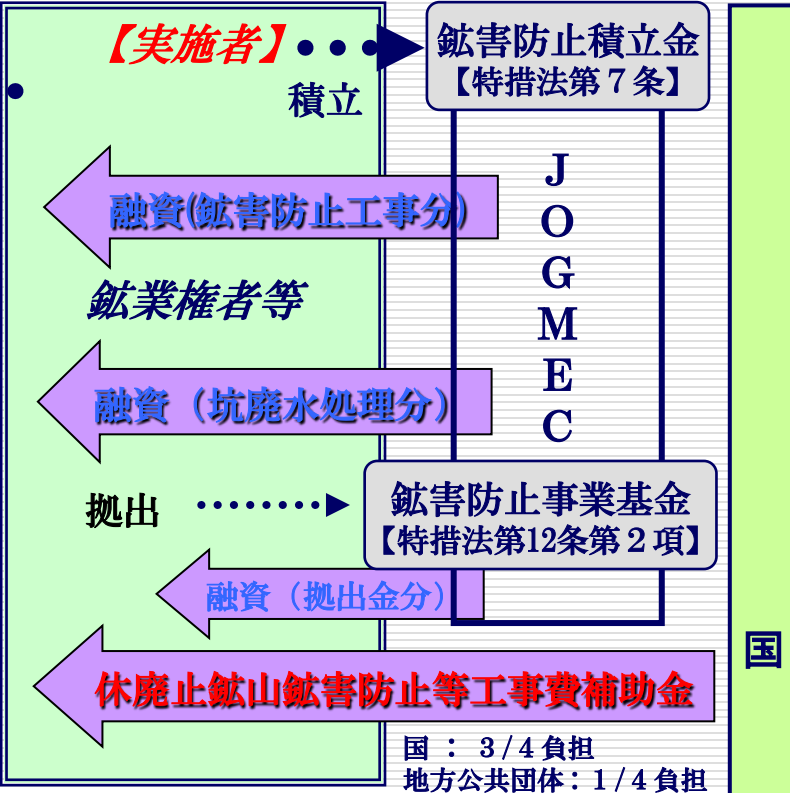 【実施者】
鉱害防止積立金
【特措法第７条】
積立
J
O
G
M
E
C
融資(鉱害防止工事分)
鉱業権者等
融資（坑廃水処理分）
拠出
鉱害防止事業基金
【特措法第12条第２項】
融資（拠出金分）
国
休廃止鉱山鉱害防止等工事費補助金
国 ： ３/４負担
地方公共団体：１/４負担